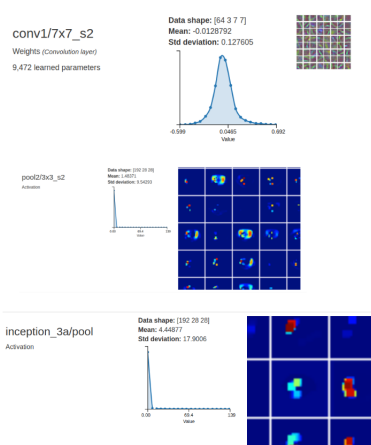 conv1/7x7_s2
Weights (Convolution layer)
9,472 learned parameters
Data shape: [64 3 7 7]
Mean: -0.0128792
Std deviation: 0.127605
-0.599 0.0465 0.692
Value
pool2/3x3_s2
Activation
Data shape: [192 28 28]
Std deviation: 9.54393
Value
inception_3a/pool
Activation
Data shape: [192 28 28]
Mean: 4.44877
Std deviation: 17.9006
0.00 69.4 139
Value